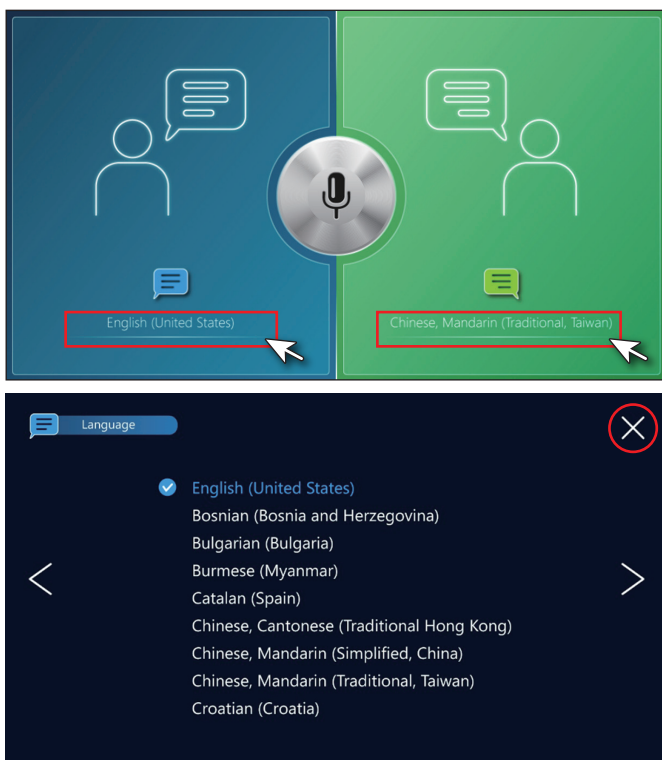 English (United States)
Chinese, Mandarin (Traditional, Taiwan)
Language
English (United States)
Bosnian (Bosnia and Herzegovina)
Bulgarian (Bulgaria)
Burmese (Myanmar)
Catalan (Spain)
Chinese, Cantonese (Traditional Hong Kong)
Chinese, Mandarin (Simplified, China)
Chinese, Mandarin (Traditional, Taiwan)
Croatian (Croatia)